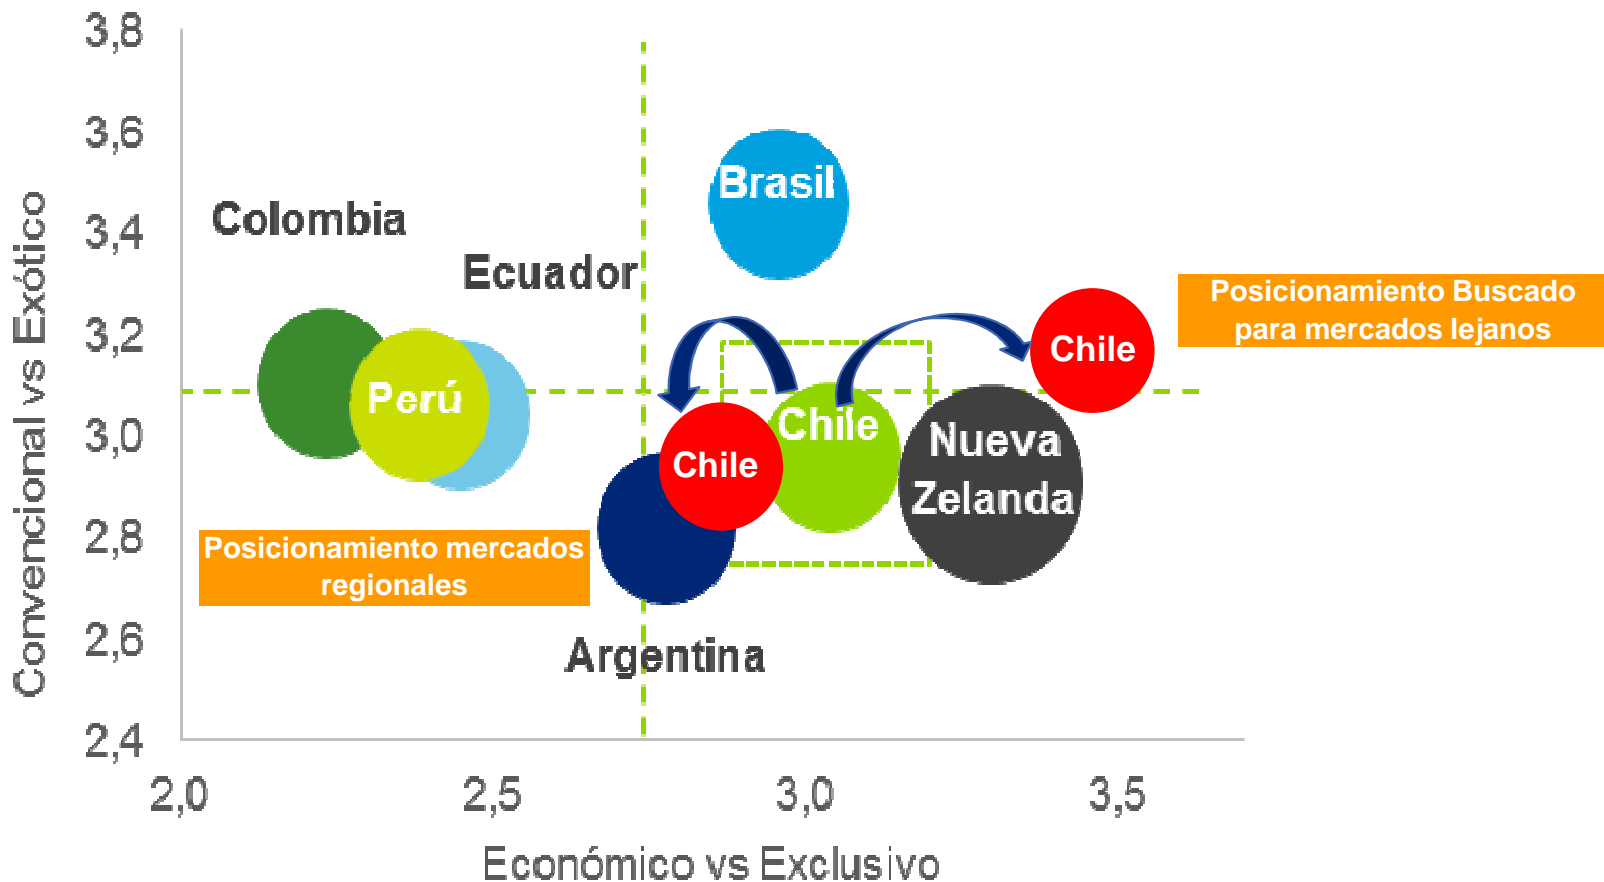 3,8
3,6
3,4
3,2
3,0
2,8
2,6
2,4
Convencional vs Exótico
Colombia
Ecuador
Brasil
Perú
Chile
Chile
Chile
Nueva
Zelanda
Argentina
Posicionamiento Buscado
para mercados lejanos
Posicionamiento mercados
regionales
2,0
2,5
3,0
3,5
Económico vs Exclusivo